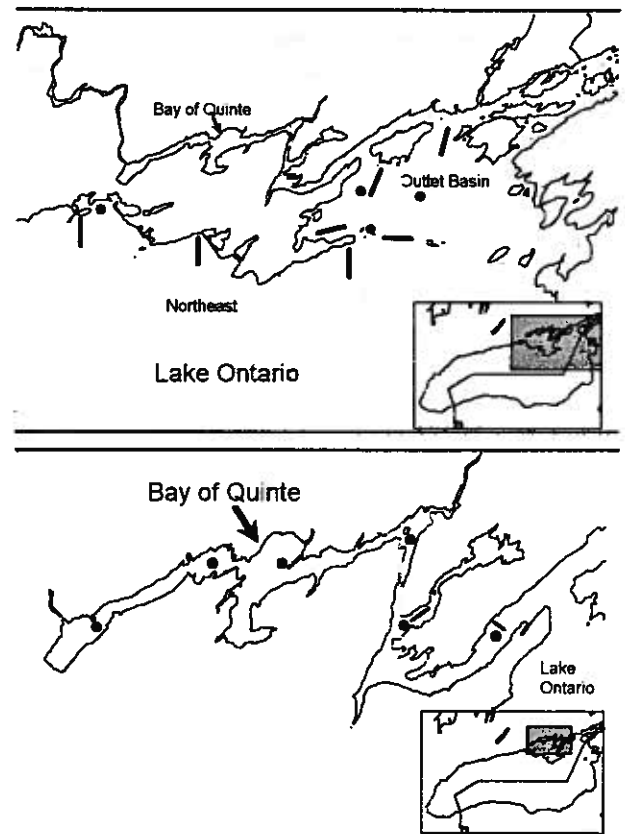 Bay of Quinte
Outlet Basin
Northeast
Lake Ontario
Bay of Quinte
Lake
Ontario